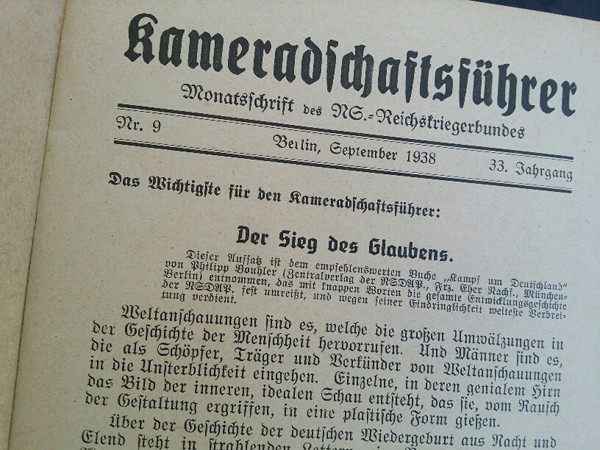 Kameradschaftsführer
Monatsschrift des NS.-Reichskriegerbundes
Nr. 9 Berlin, September 1938 33. Jahrgang
Das Wichtigste für den Kameradschaftsführer:
Der Sieg des Glaubens.
Dieser Aufsatz ist dem empfehlenswerten Buche „Kampf um Deutschland"
von Philipp Bouhler (Zentralverlag der NSDAP., Frz. Eher Nachf., München-
Berlin) entnommen, das mit knappen Worten die gesamte Entwicklungsgeschichte
der NSDAP. fest umreißt, und wegen seiner Eindringlichkeit weiteste Verbrei-
tung verdient.
Weltanschauungen sind es, welche die großen Umwälzungen in
der Geschichte der Menschheit hervorrufen. Und Männer sind es,
die als Schöpfer, Träger und Verkünder von Weltanschauungen
in die Unsterblichkeit eingehen. Einzelne, in deren genialem Hirn
das Bild der inneren, idealen Schau entsteht, das sie, vom Rausch
der Gestaltung ergriffen, in eine plastische Form gießen.
Über der Geschichte der deutschen Wiedergeburt aus Nacht und
Elend steht in strahlenden Lettern